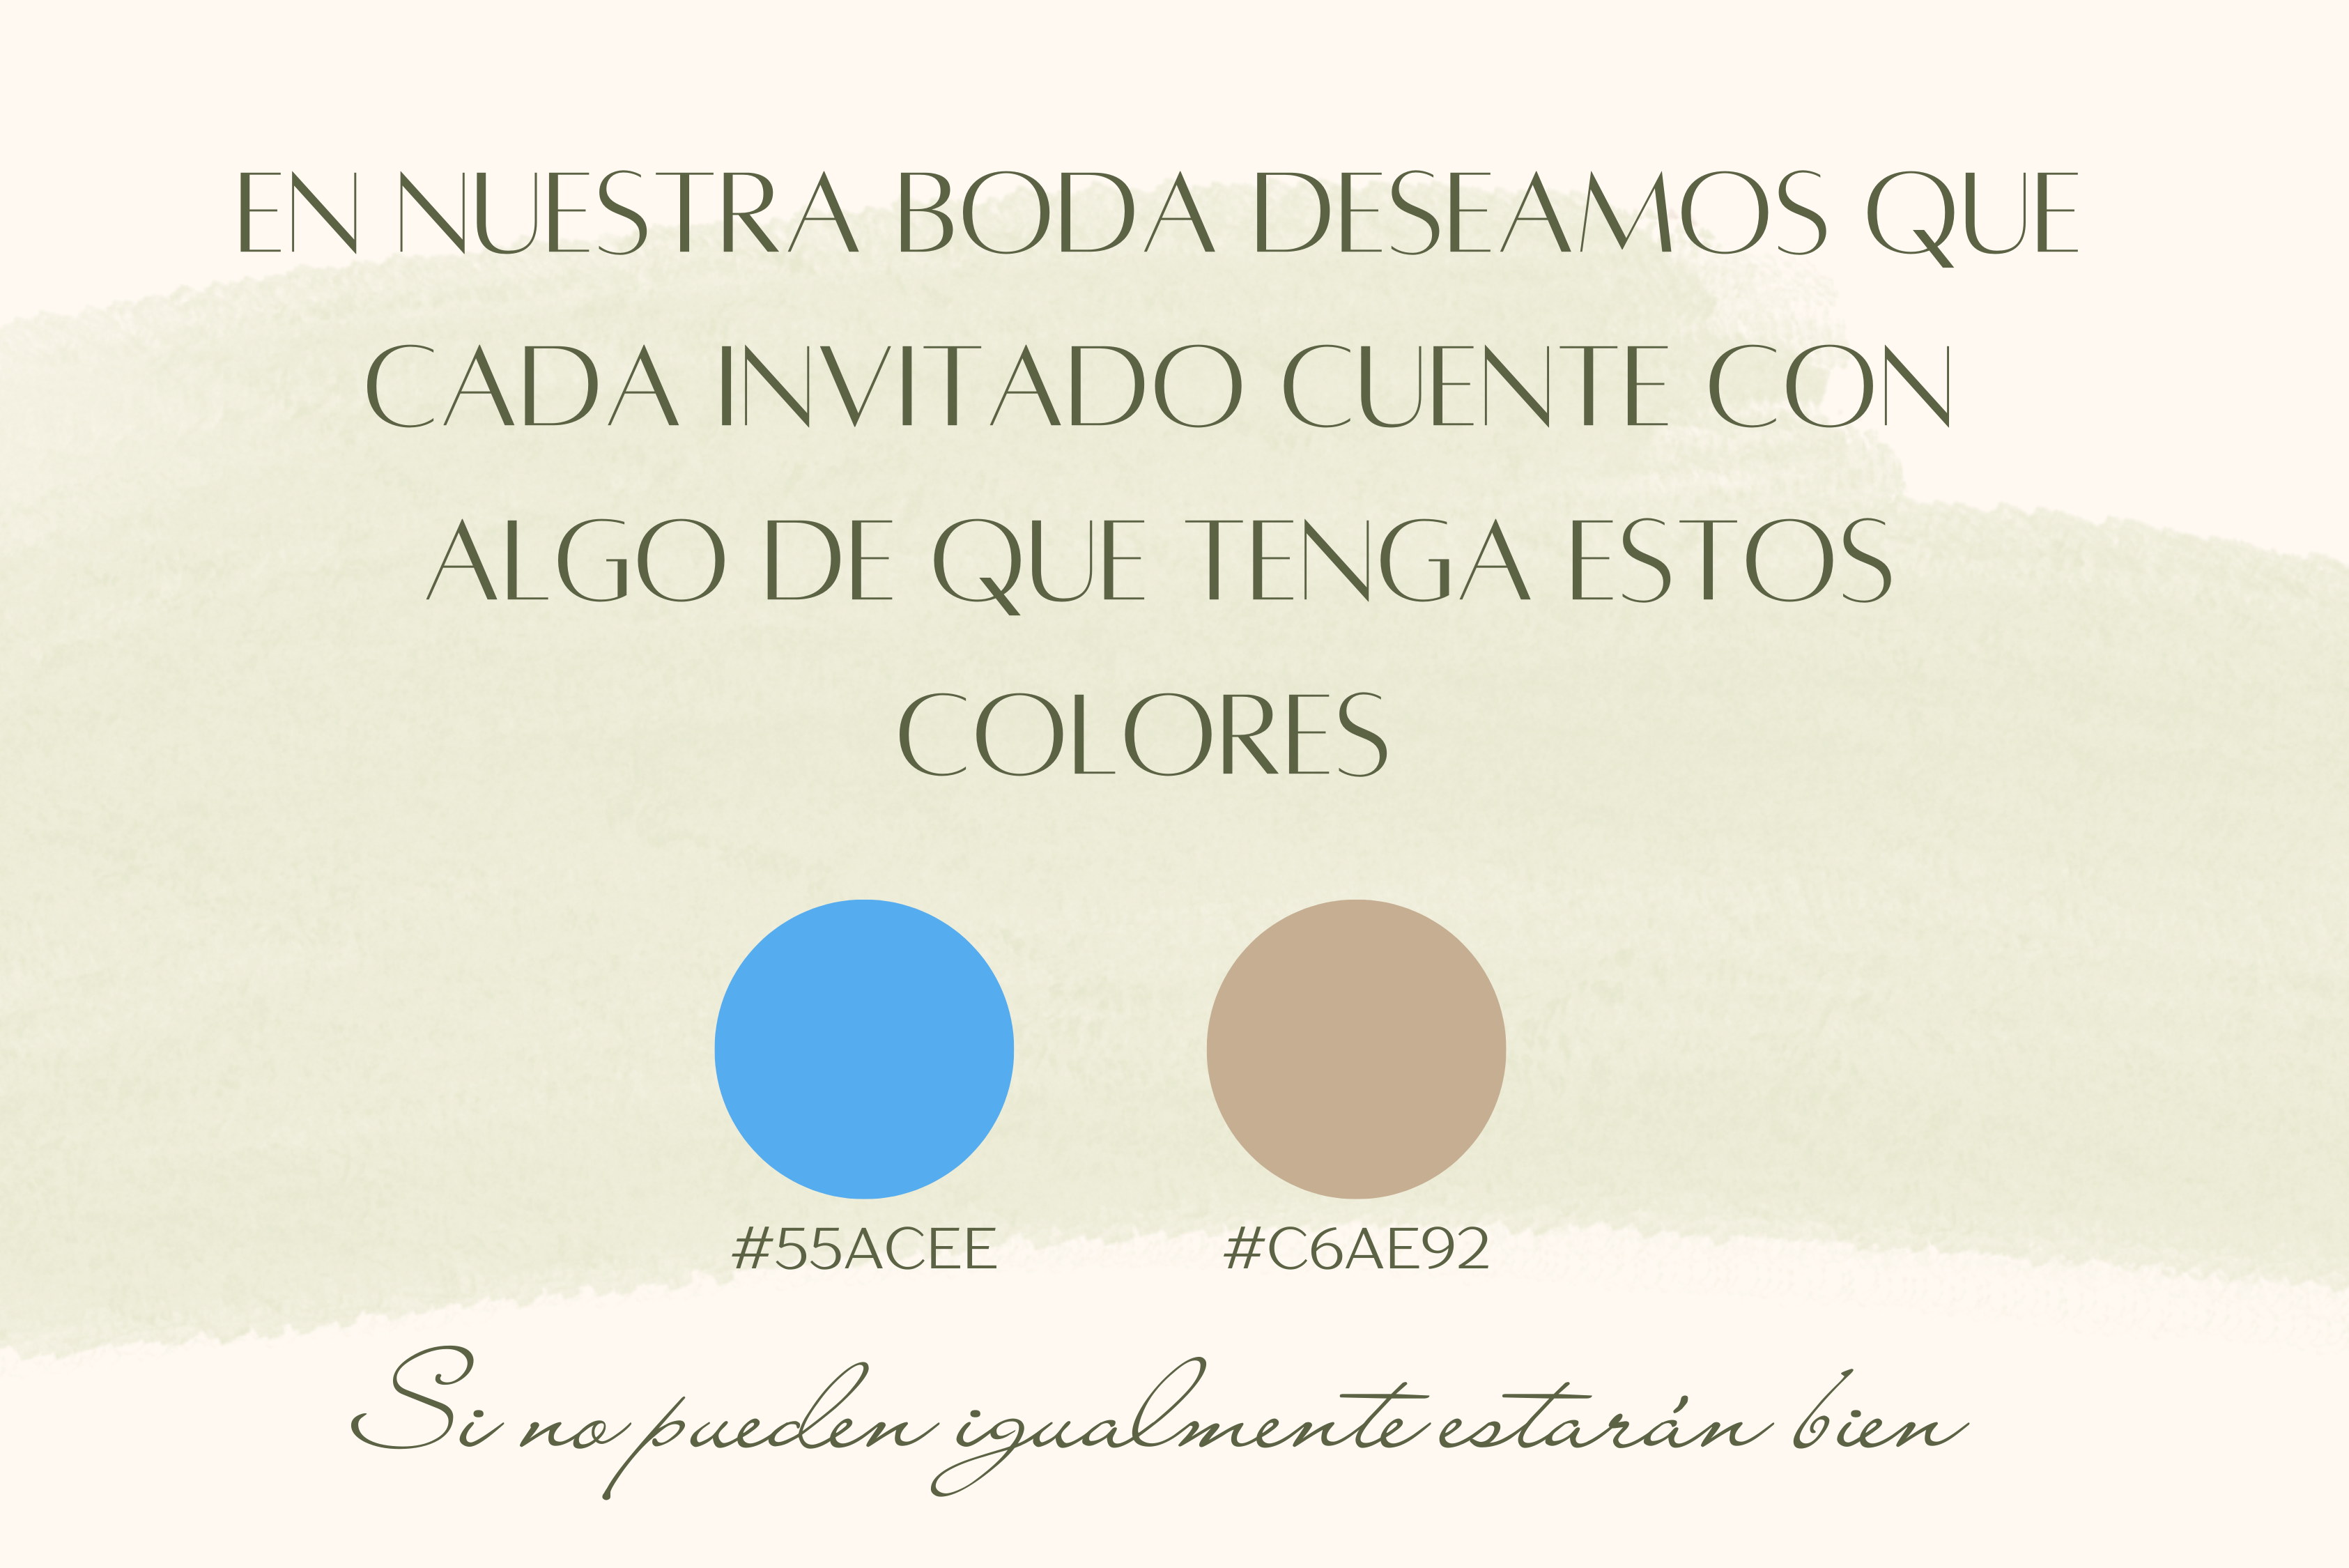 EN NUESTRA BODA DESEAMOS QUE
CADA INVITADO CUENTE CON
ALGO DE QUE TENGA ESTOS
COLORES
#55ACEE #C6AE92
Si no pueden igualmente estarán bien